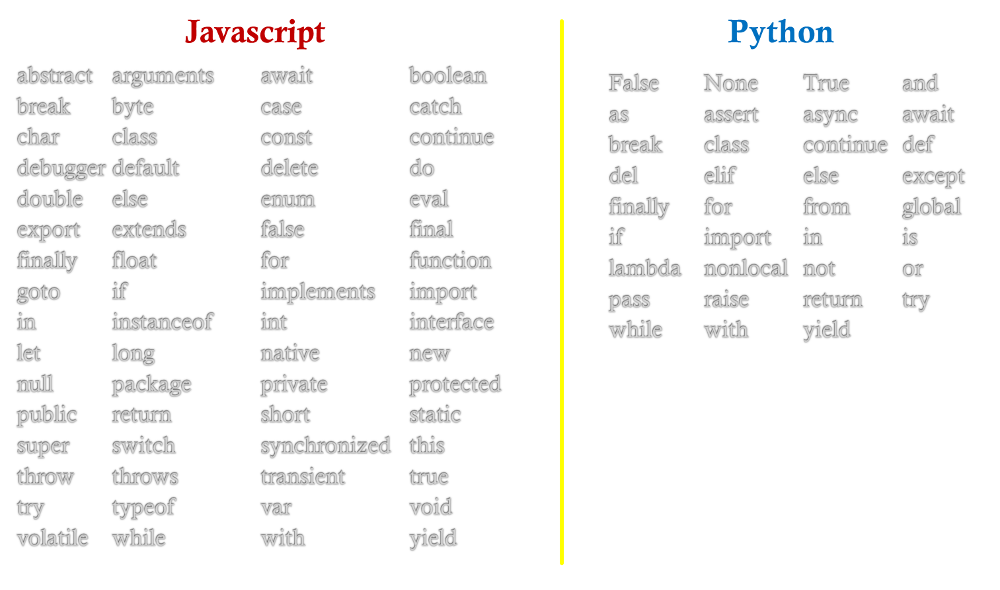 Javascript
abstract arguments await boolean
break byte case catch
char class const continue
debugger default delete do
double else enum eval
export extends false final
finally float for function
goto if implements import
in instanceof int interface
let long native new
null package private protected
public return short static
super switch synchronized this
throw throws transient true
try typeof var void
volatile while with yield
Python
False None True and
as assert async await
break class continue def
del elif else except
finally for from global
if import in is
lambda nonlocal not or
pass raise return try
while with yield